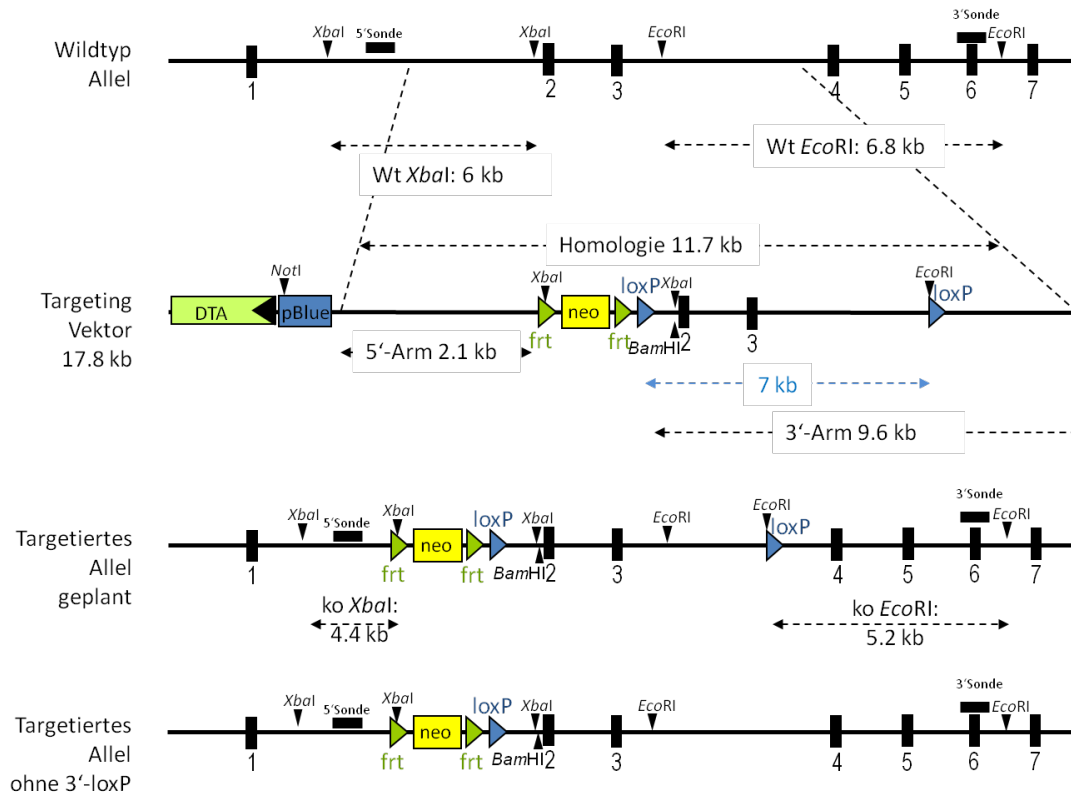 Wildtyp
Allel
XbaI
5'Sonde
XbaI
EcoRI
3'Sonde
EcoRI
1
2
3
4
5
6
7
Wt XbaI: 6 kb
Wt EcoRI: 6.8 kb
Homologie 11.7 kb
Targeting
Vektor
17.8 kb
DTA
NotI
pBlue
XbaI
neo
frt
frt
loxP
XbaI
BamHI
2
3
EcoRI
loxP
5‘-Arm 2.1 kb
7 kb
3‘-Arm 9.6 kb
Targetiertes
Allel
geplant
XbaI
5'Sonde
XbaI
neo
frt
frt
loxP
XbaI
BamHI
EcoRI
EcoRI
loxP
3'Sonde
EcoRI
1
2
3
4
5
6
7
ko XbaI:
4.4 kb
ko EcoRI:
5.2 kb
Targetiertes
Allel
ohne 3‘-loxP
XbaI
5'Sonde
XbaI
neo
frt
frt
loxP
XbaI
BamHI
EcoRI
3'Sonde
EcoRI
1
2
3
4
5
6
7